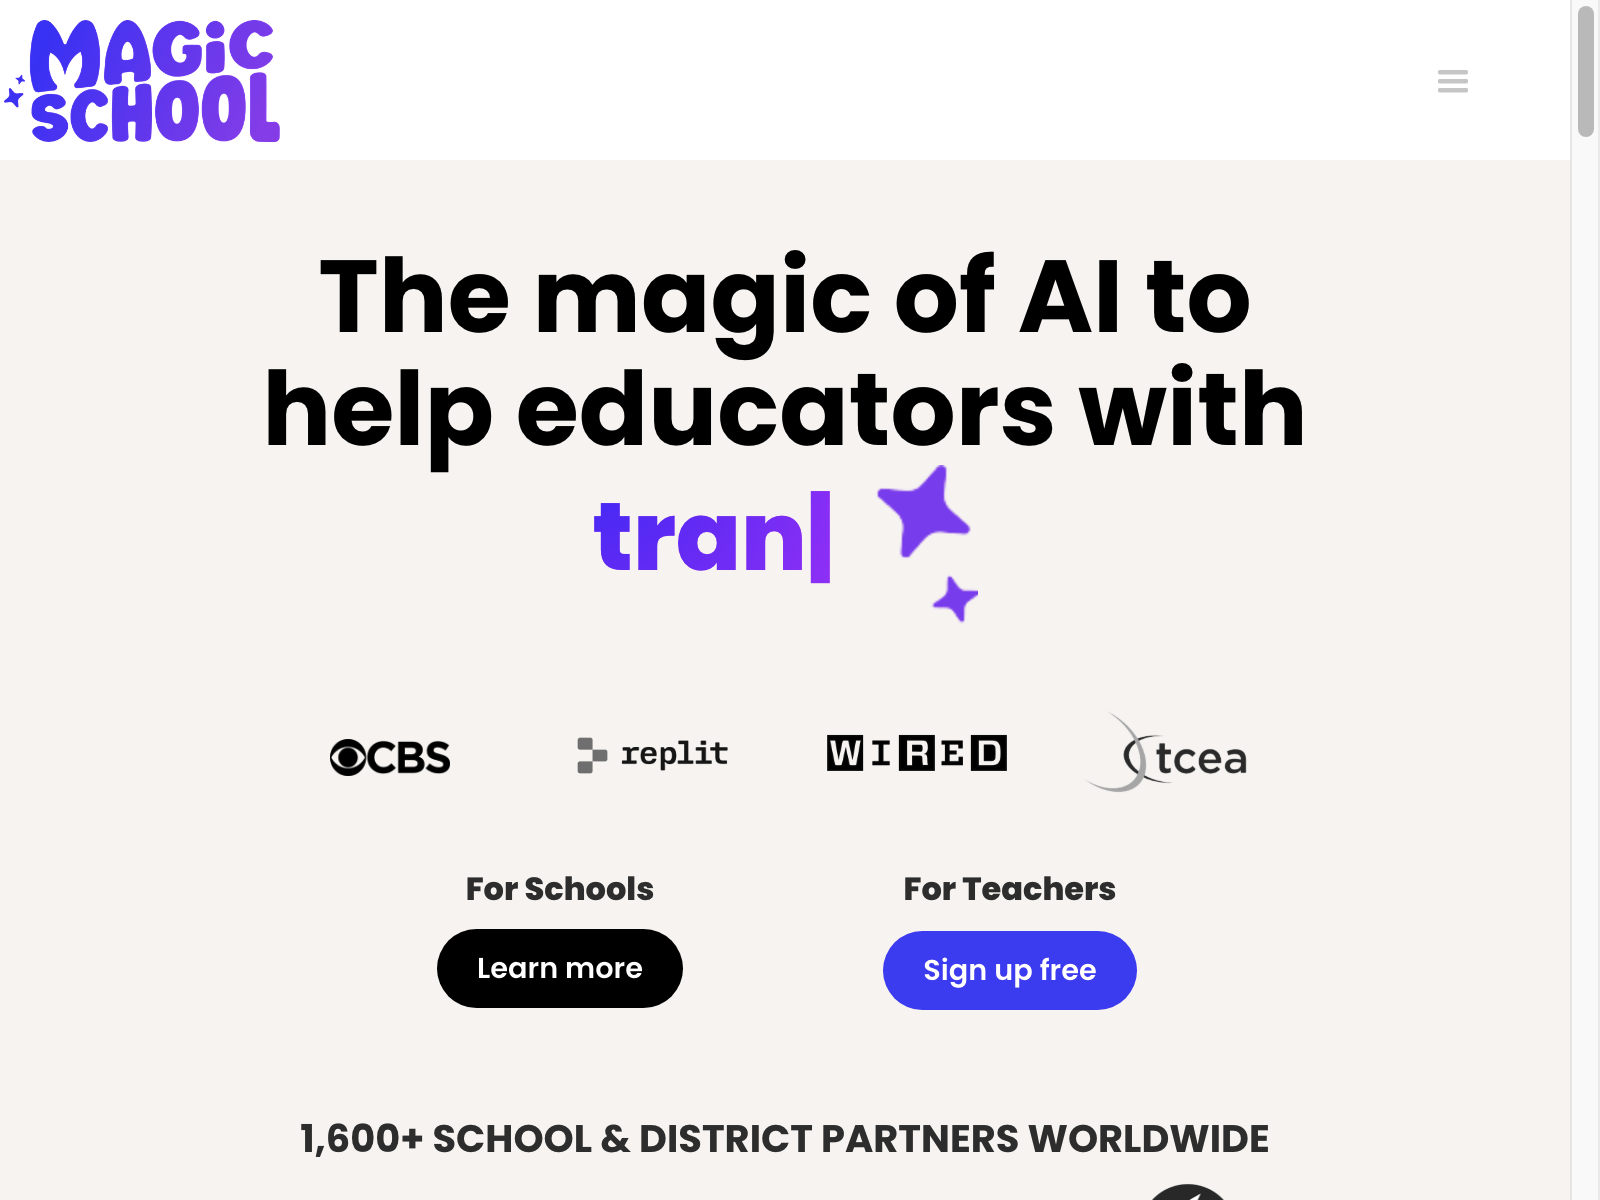 MAGiC
SCHOOL
The magic of AI to
help educators with
tran|
CBS
replit
WIRED
tcea
For Schools
For Teachers
Learn more
Sign up free
1,600+ SCHOOL & DISTRICT PARTNERS WORLDWIDE